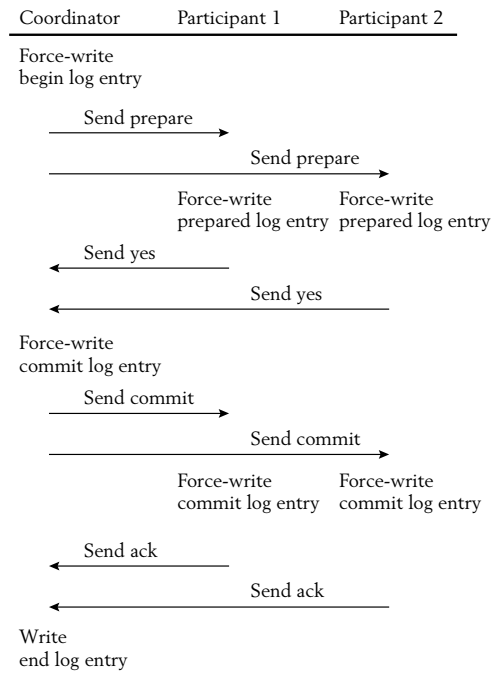 Coordinator Participant 1 Participant 2
Force-write
begin log entry
Send prepare
Send prepare
Force-write Force-write
prepared log entry prepared log entry
Send yes
Send yes
Force-write
commit log entry
Send commit
Send commit
Force-write Force-write
commit log entry commit log entry
Send ack
Send ack
Write
end log entry